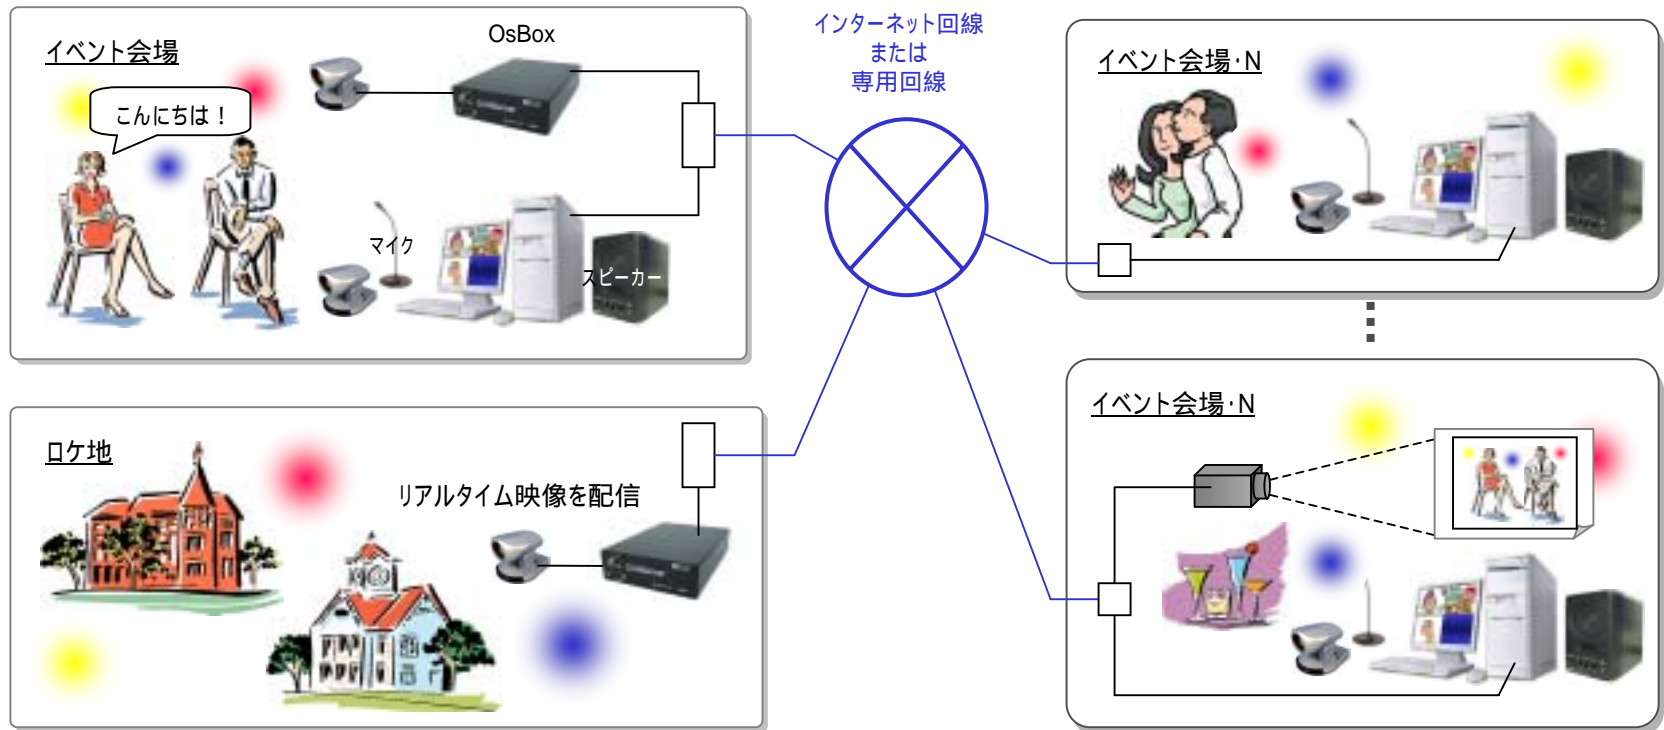 イベント会場
OsBox
こんにちは！
マイク
スピーカー
インターネット回線
または
専用回線
イベント会場・N
ロケ地
リアルタイム映像を配信
イベント会場・N